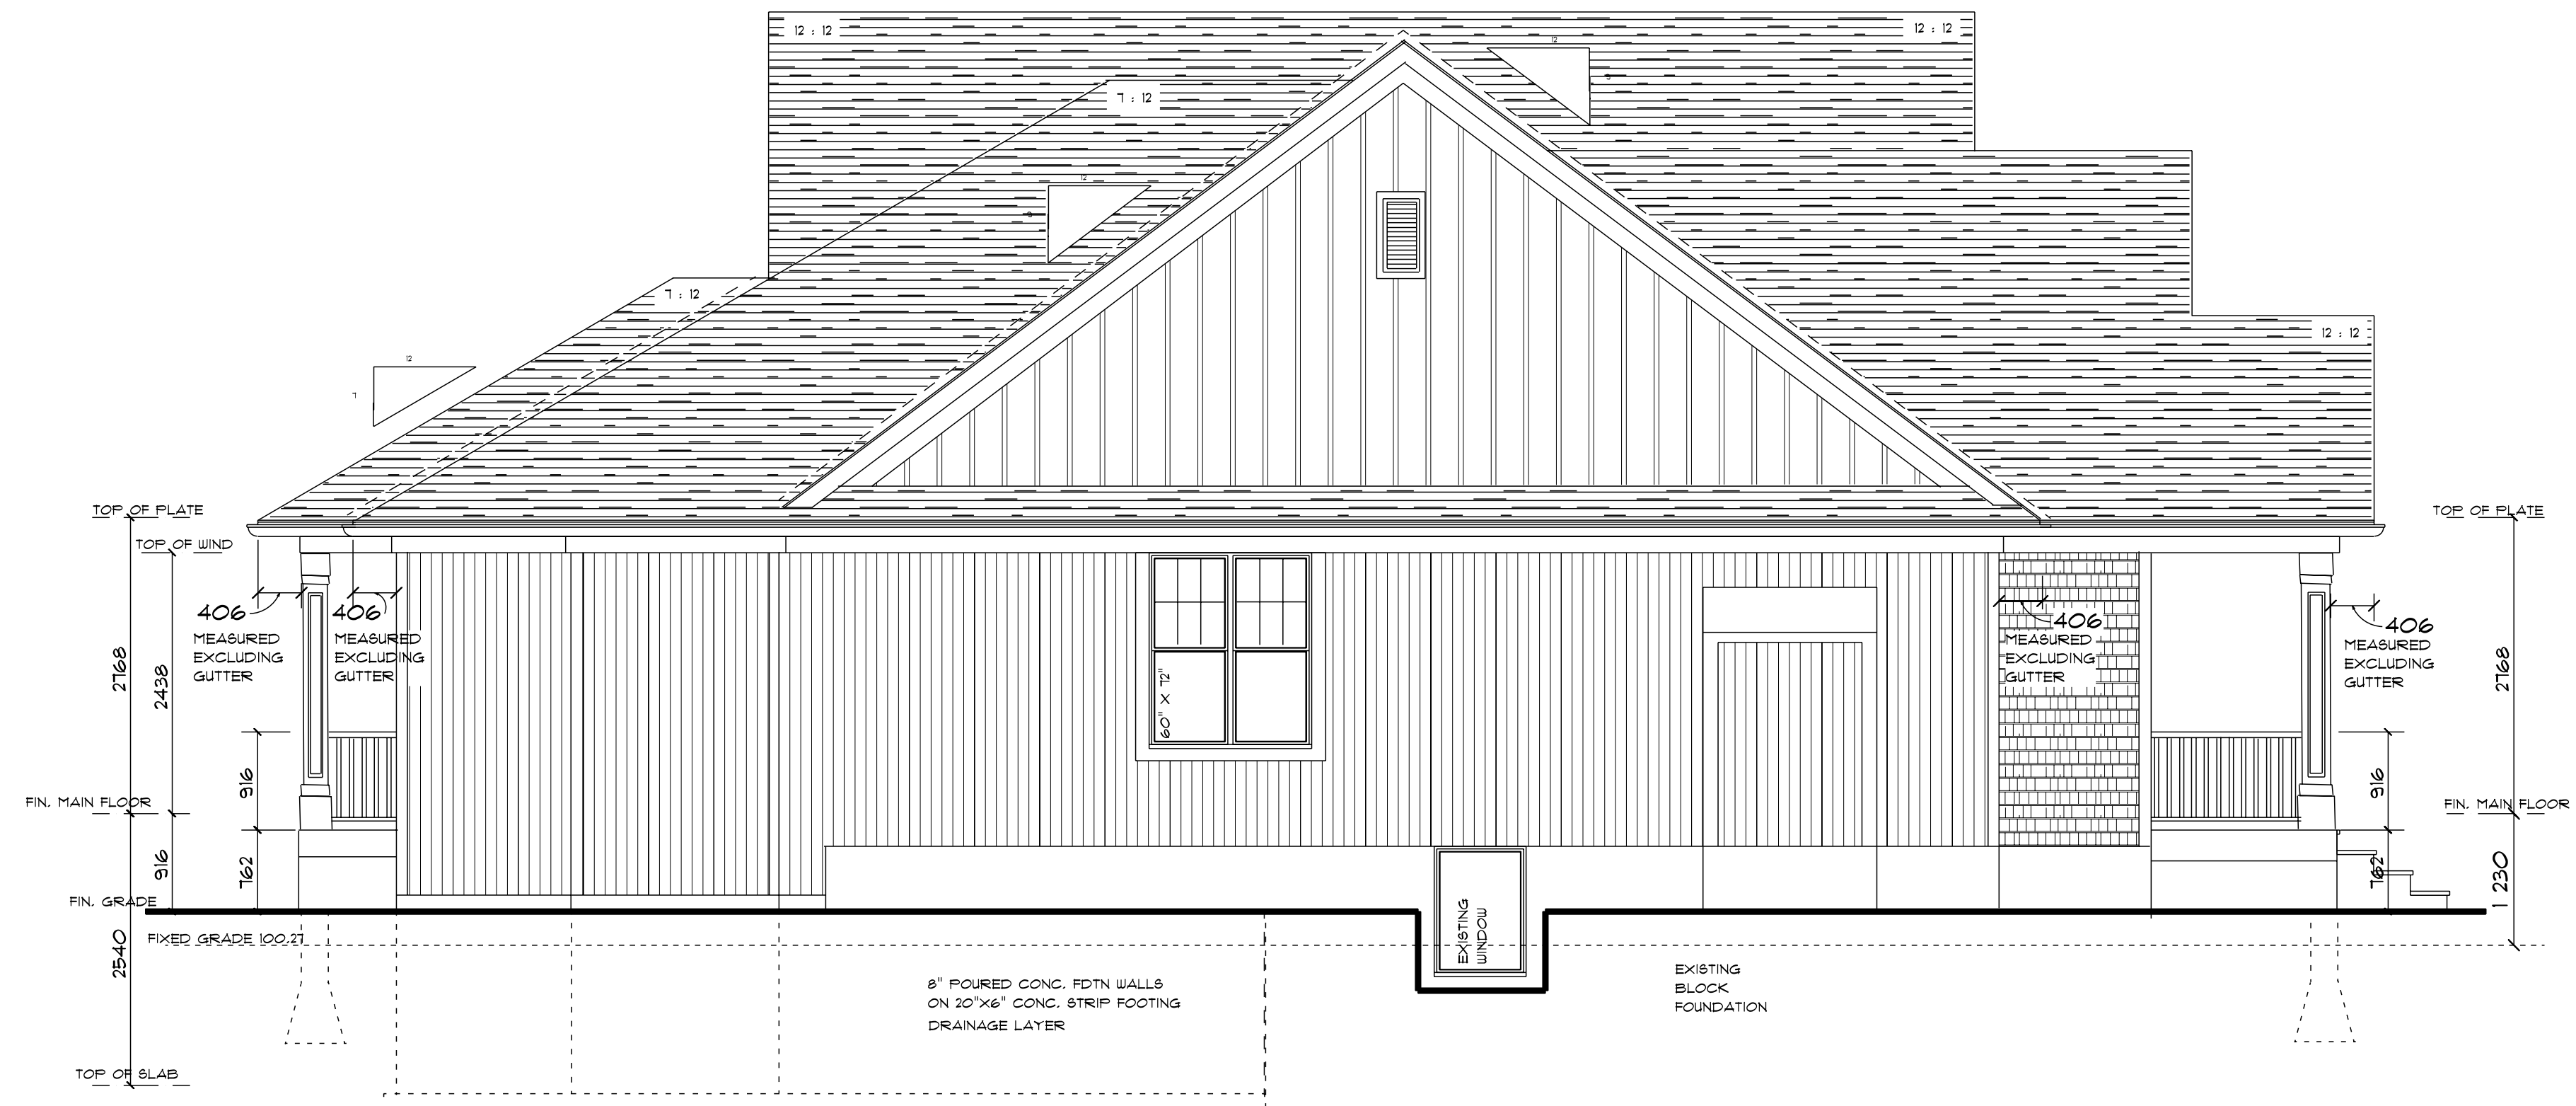 12 : 12
12 : 12
12
9
7 : 12
12
9
7 : 12
12 : 12
12
7
TOP OF PLATE
TOP OF PLATE
TOP OF WIND
406
MEASURED
EXCLUDING
GUTTER
406
MEASURED
EXCLUDING
GUTTER
406
MEASURED
EXCLUDING
GUTTER
406
MEASURED
EXCLUDING
GUTTER
2768
2438
60" X 72"
2768
916
916
FIN. MAIN FLOOR
FIN. MAIN FLOOR
916
762
762
1 230
FIN. GRADE
FIXED GRADE 100.27
2540
EXISTING
WINDOW
8" POURED CONC. FDTN WALLS
ON 20"X6" CONC. STRIP FOOTING
DRAINAGE LAYER
EXISTING
BLOCK
FOUNDATION
TOP OF SLAB